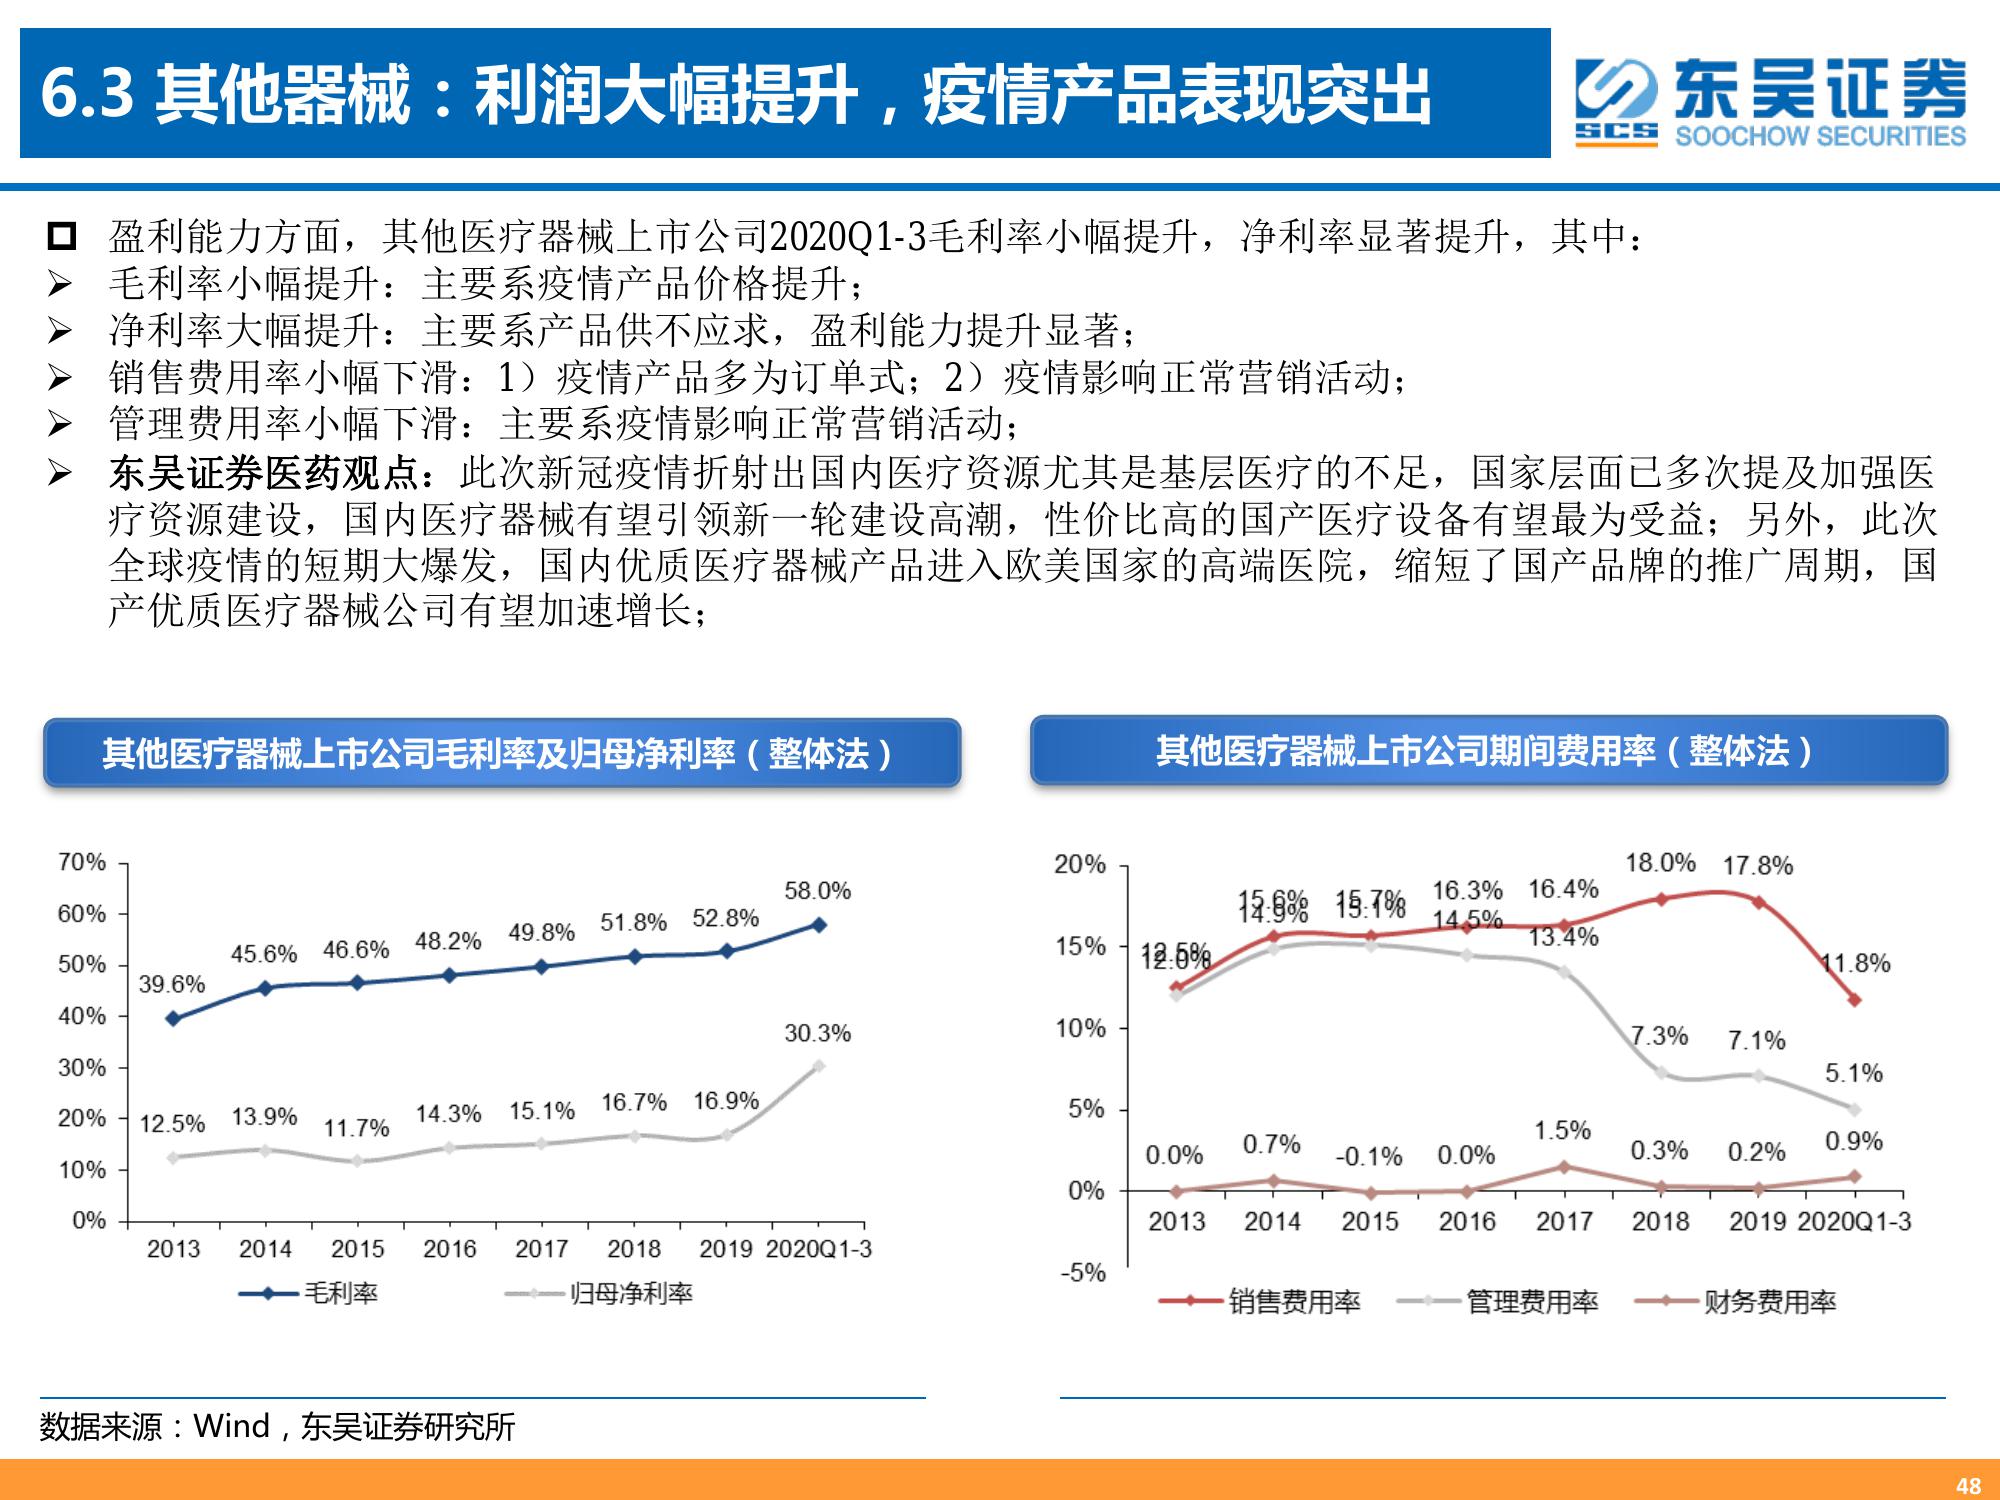 6.3 其他器械：利润大幅提升，疫情产品表现突出
东吴证券
SCS
SOOCHOW SECURITIES
盈利能力方面，其他医疗器械上市公司2020Q1-3毛利率小幅提升，净利率显著提升，其中：
毛利率小幅提升：主要系疫情产品价格提升；
净利率大幅提升：主要系产品供不应求，盈利能力提升显著；
销售费用率小幅下滑：1）疫情产品多为订单式；2）疫情影响正常营销活动；
管理费用率小幅下滑：主要系疫情影响正常营销活动；
东吴证券医药观点：此次新冠疫情折射出国内医疗资源尤其是基层医疗的不足，国家层面已多次提及加强医
疗资源建设，国内医疗器械有望引领新一轮建设高潮，性价比高的国产医疗设备有望最为受益；另外，此次
全球疫情的短期大爆发，国内优质医疗器械产品进入欧美国家的高端医院，缩短了国产品牌的推广周期，国
产优质医疗器械公司有望加速增长；
其他医疗器械上市公司毛利率及归母净利率（整体法）
70%
60%
50%
40%
30%
20%
10%
0%
39.6% 45.6% 46.6% 48.2% 49.8% 51.8% 52.8% 58.0%
12.5% 13.9% 11.7% 14.3% 15.1% 16.7% 16.9% 30.3%
2013 2014 2015 2016 2017 2018 2019 2020Q1-3
毛利率 归母净利率
其他医疗器械上市公司期间费用率（整体法）
20%
15%
10%
5%
0%
-5%
12.5% 15.6% 15.7% 16.3% 16.4% 18.0% 17.8% 11.8%
12.0% 14.9% 15.1% 14.5% 13.4% 7.3% 7.1% 5.1%
0.0% 0.7% -0.1% 0.0% 1.5% 0.3% 0.2% 0.9%
2013 2014 2015 2016 2017 2018 2019 2020Q1-3
销售费用率 管理费用率 财务费用率
数据来源：Wind，东吴证券研究所
48